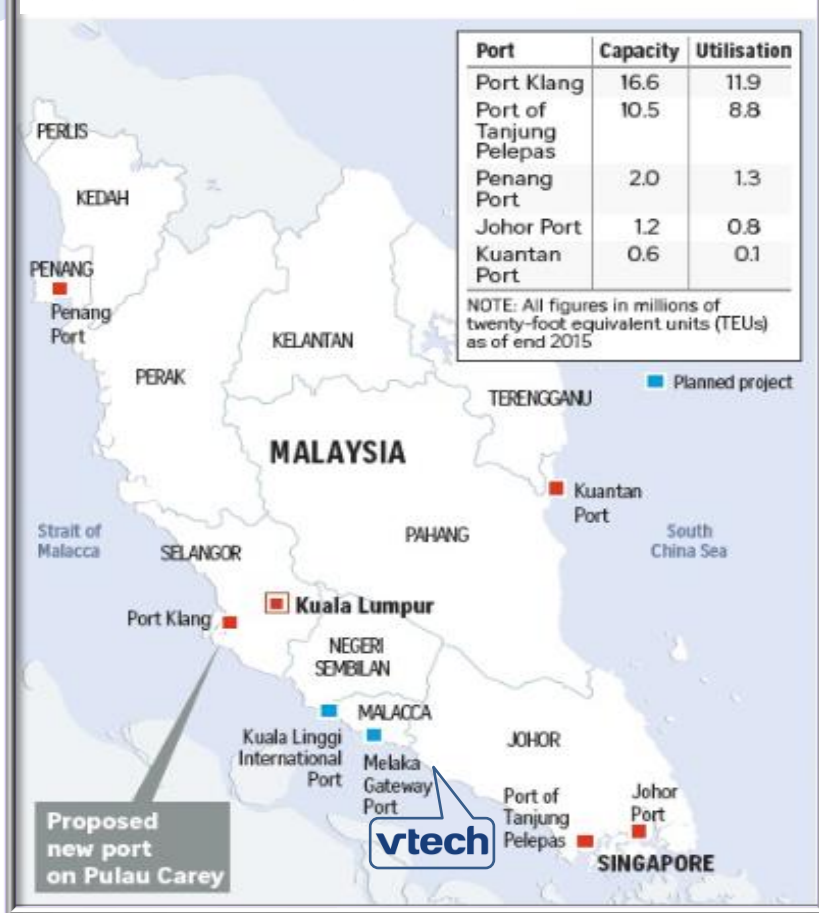 Port Capacity Utilisation
Port Klang 16.6 11.9
Port of 10.5 8.8
Tanjung
Pelepas
Penang 2.0 1.3
Port
Johor Port 1.2 0.8
Kuantan 0.6 0.1
Port
NOTE: All figures in millions of
twenty-foot equivalent units (TEUs)
as of end 2015
Planned project
PERLIS
KEDAH
PENANG
Penang
Port
KELANTAN
PERAK
TERENGGANU
MALAYSIA
Kuantan
Port
Strait of
Malacca
PAHANG
South
China Sea
SELANGOR
Kuala Lumpur
Port Klang
NEGERI
SEMBILAN
MALACCA
Kuala Linggi
International
Port
Melaka
Gateway
Port
JOHOR
vtech
Port of
Tanjung
Pelepas
Johor
Port
SINGAPORE
Proposed
new port
on Pulau Carey